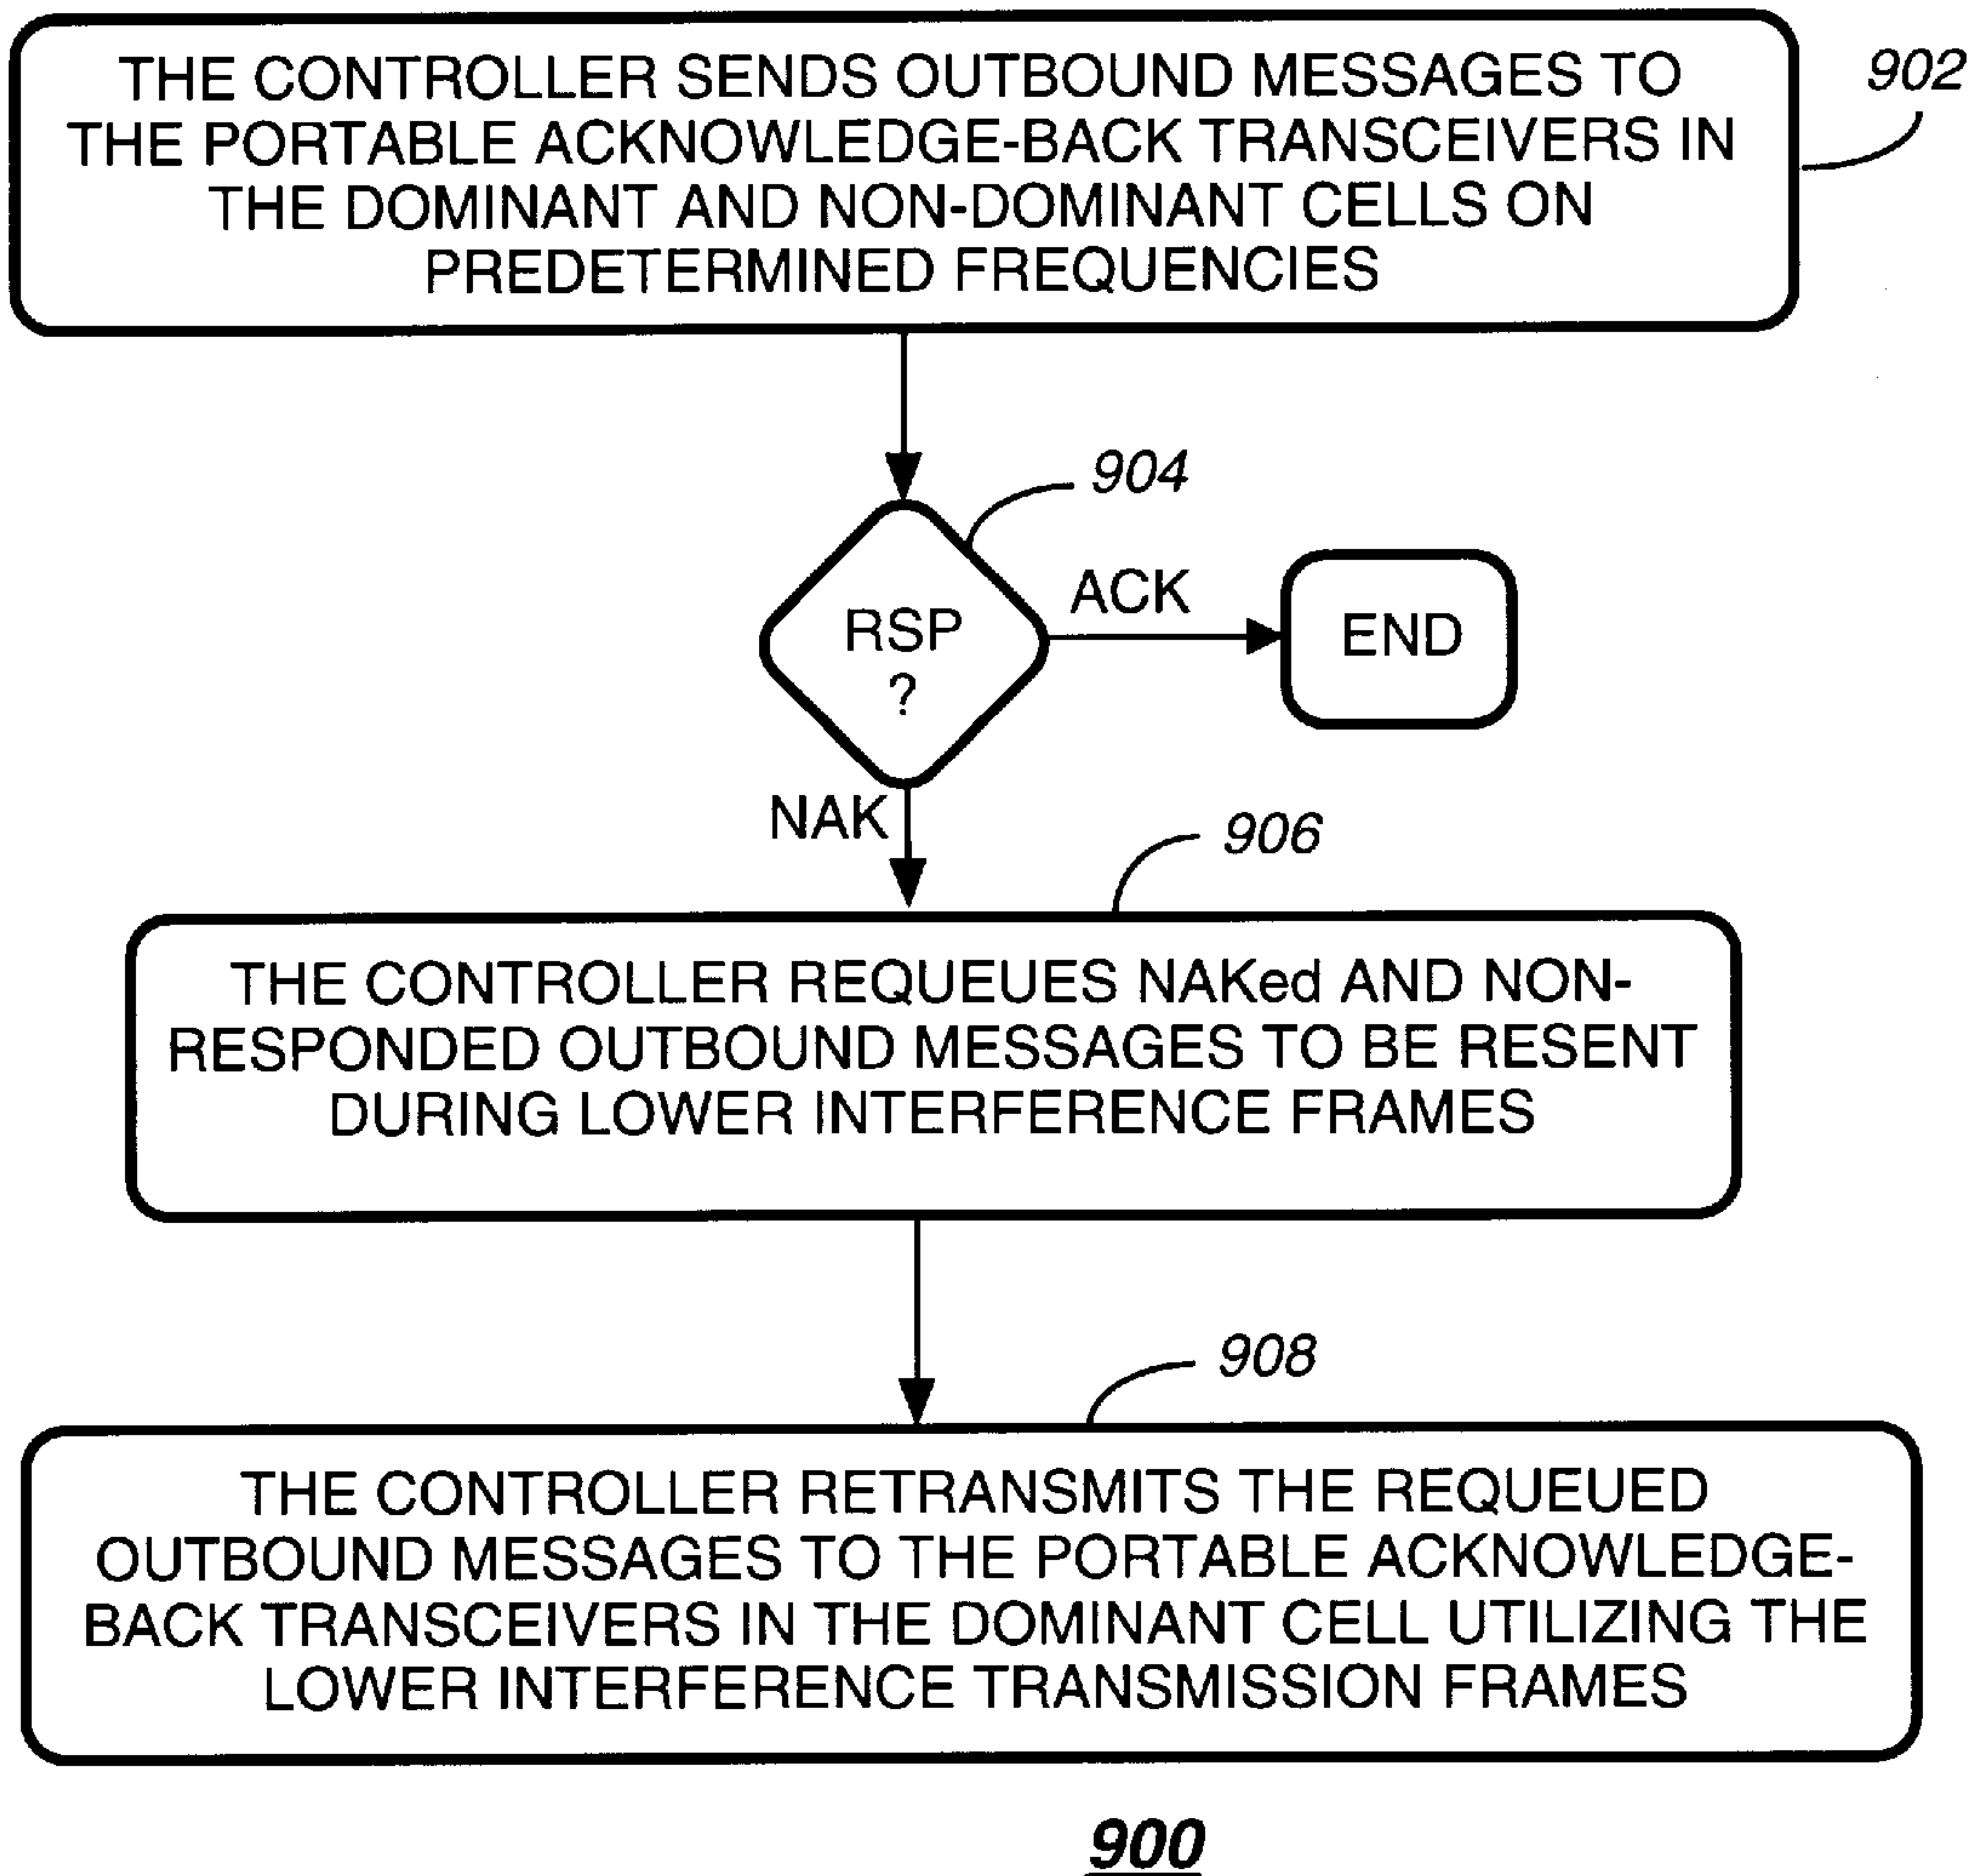 THE CONTROLLER SENDS OUTBOUND MESSAGES TO
THE PORTABLE ACKNOWLEDGE-BACK TRANSCEIVERS IN
THE DOMINANT AND NON-DOMINANT CELLS ON
PREDETERMINED FREQUENCIES
902
904
RSP
?
ACK
END
NAK
906
THE CONTROLLER REQUEUES NAKed AND NON-
RESPONDED OUTBOUND MESSAGES TO BE RESENT
DURING LOWER INTERFERENCE FRAMES
908
THE CONTROLLER RETRANSMITS THE REQUEUED
OUTBOUND MESSAGES TO THE PORTABLE ACKNOWLEDGE-
BACK TRANSCEIVERS IN THE DOMINANT CELL UTILIZING THE
LOWER INTERFERENCE TRANSMISSION FRAMES
900